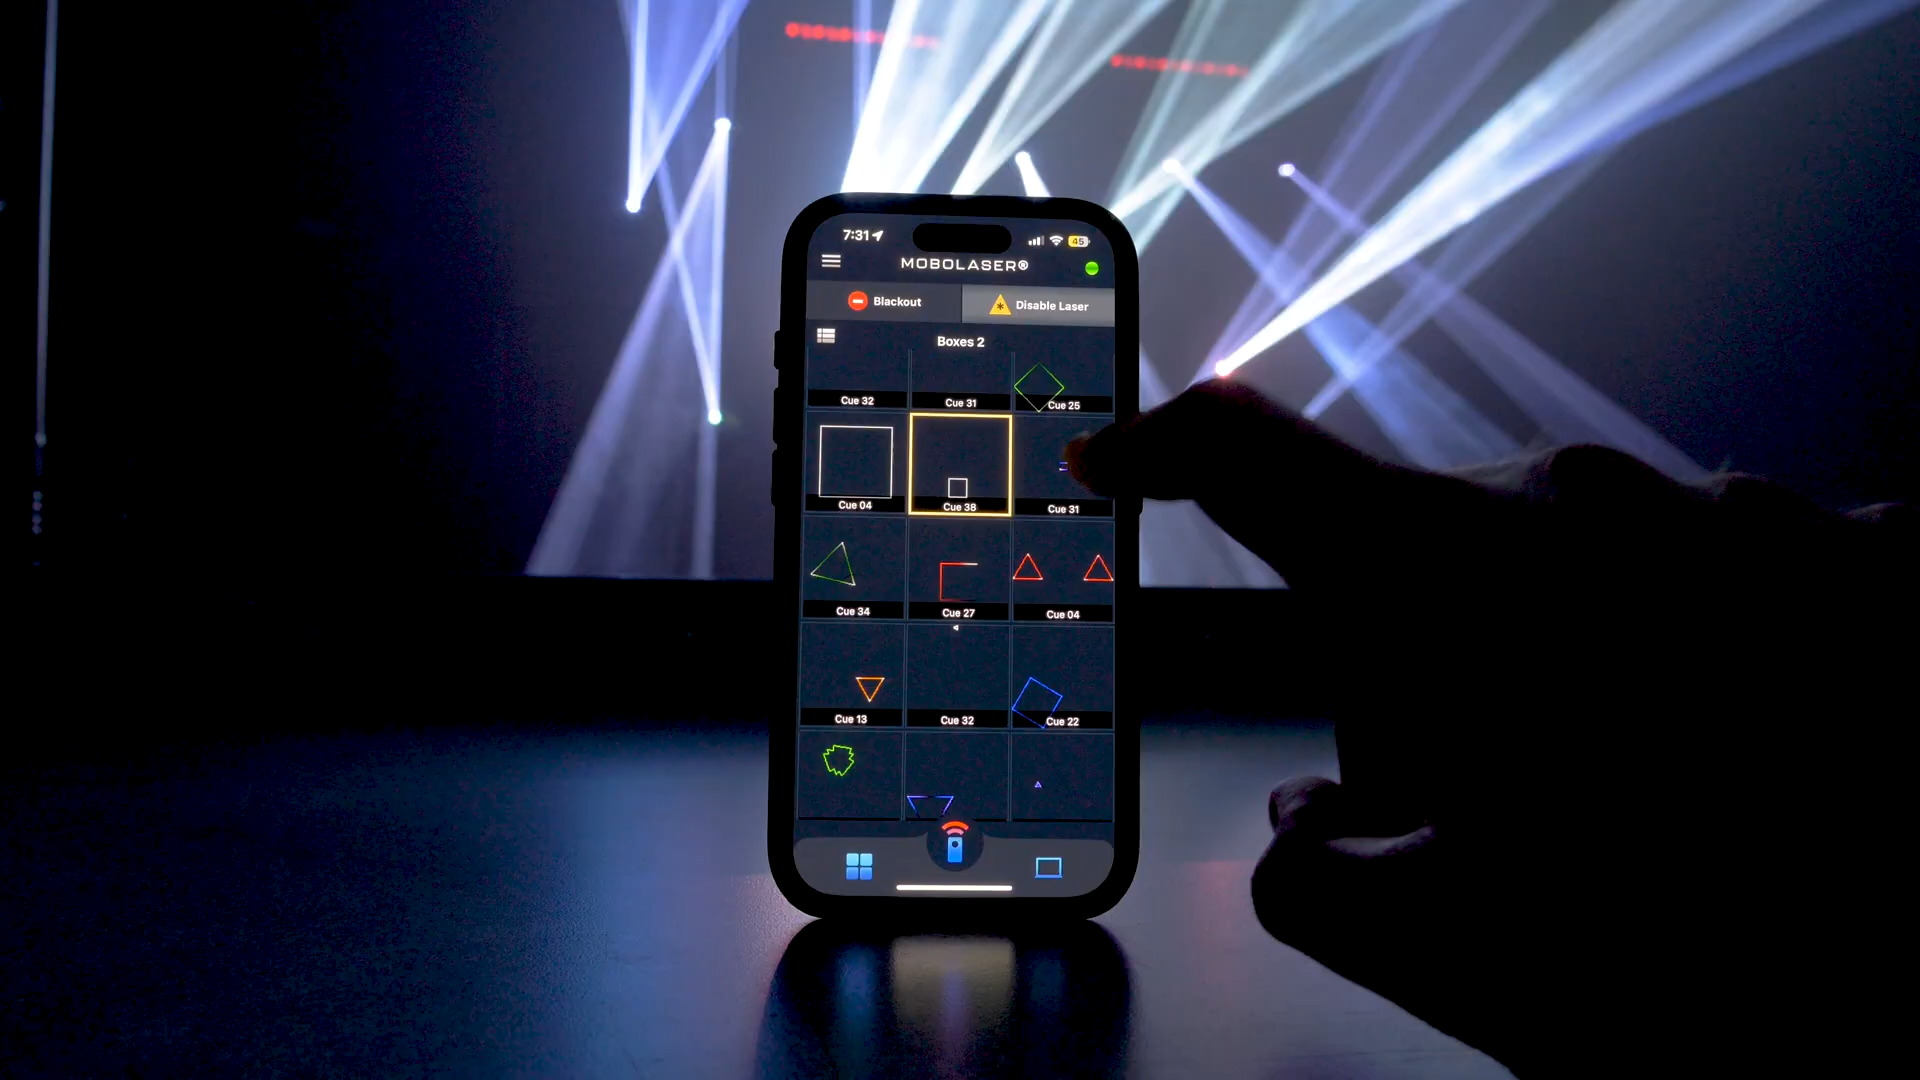 7:31
45
MOBOLASER®
Blackout
Disable Laser
Boxes 2
Cue 32
Cue 31
Cue 25
Cue 04
Cue 38
Cue 31
Cue 34
Cue 27
Cue 04
Cue 13
Cue 32
Cue 22